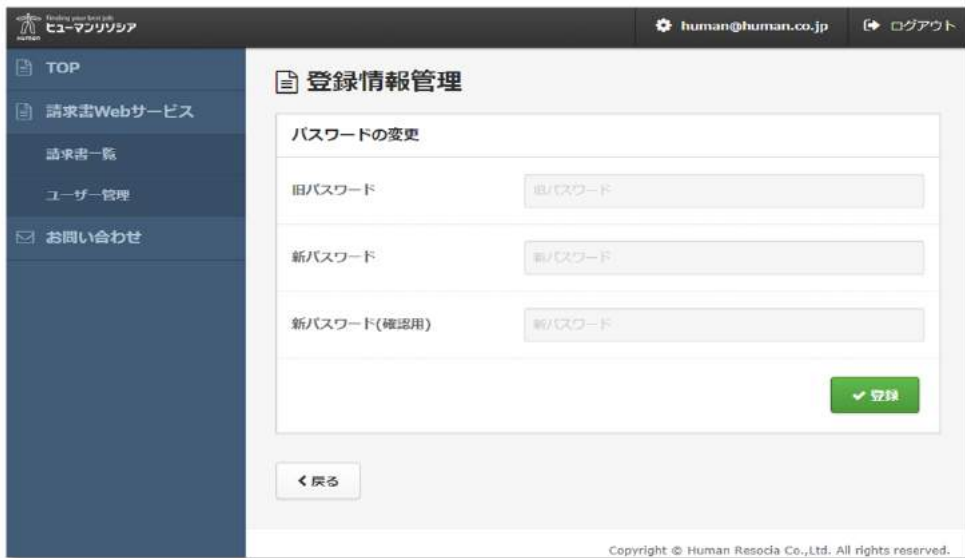 Finding your best job
ヒューマンリソシア
human
human@human.co.jp
ログアウト
TOP
請求書Webサービス
請求書一覧
ユーザー管理
お問い合わせ
登録情報管理
パスワードの変更
旧パスワード
旧パスワード
新パスワード
新パスワード
新パスワード(確認用)
新パスワード
登録
戻る
Copyright © Human Resocia Co.,Ltd. All rights reserved.